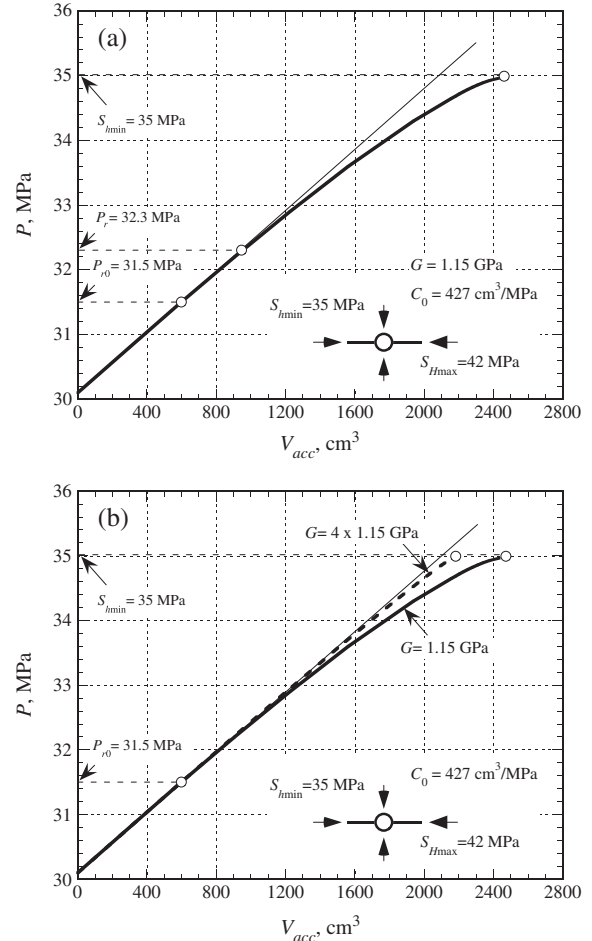 (a)
36
35
34
33
32
31
30
P, MPa
S_hmin = 35 MPa
P_r = 32.3 MPa
P_r0 = 31.5 MPa
G = 1.15 GPa
C_0 = 427 cm^3/MPa
S_hmin=35 MPa
S_Hmax=42 MPa
0 400 800 1200 1600 2000 2400 2800
V_acc, cm^3
(b)
36
35
34
33
32
31
30
P, MPa
G= 4 x 1.15 GPa
S_hmin = 35 MPa
G= 1.15 GPa
P_r0 = 31.5 MPa
C_0 = 427 cm^3/MPa
S_hmin=35 MPa
S_Hmax=42 MPa
0 400 800 1200 1600 2000 2400 2800
V_acc, cm^3